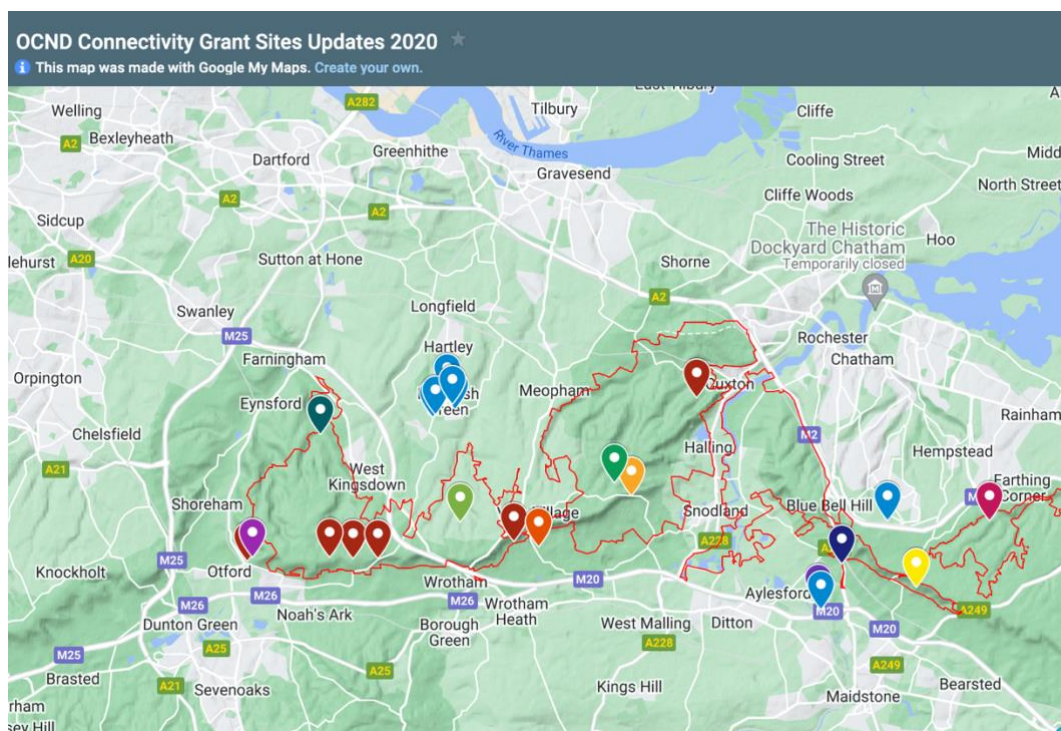 OCND Connectivity Grant Sites Updates 2020
This map was made with Google My Maps. Create your own.
Welling
A282
Tilbury
Cliffe
Bexleyheath
A2
Greenhithe
River Thames
Dartford
Gravesend
Cooling Street
North Street
A2
A2
Cliffe Woods
Sidcup
The Historic
Dockyard Chatham
Temporarily closed
Hoo
A20
Sutton at Hone
Shorne
Swanley
Longfield
A2
M25
Hartley
Rochester
Farningham
Chatham
Orpington
Meopham
Cuxton
Eynsford
Rainham
Chelsfield
M2
Halling
Hempstead
A21
West
Kingsdown
Farthing
Corner
Shoreham
Village
Snodland
Blue Bell Hill
A228
M25
Otford
Knockholt
M20
Wrotham
Aylesford
M26
M26
M26
Noah's Ark
Wrotham
Heath
M20
A249
Dunton Green
A25
Borough
Green
West Malling
Ditton
M20
M25
A25
A228
A249
Brasted
A21
Sevenoaks
Kings Hill
Bearsted
Maidstone